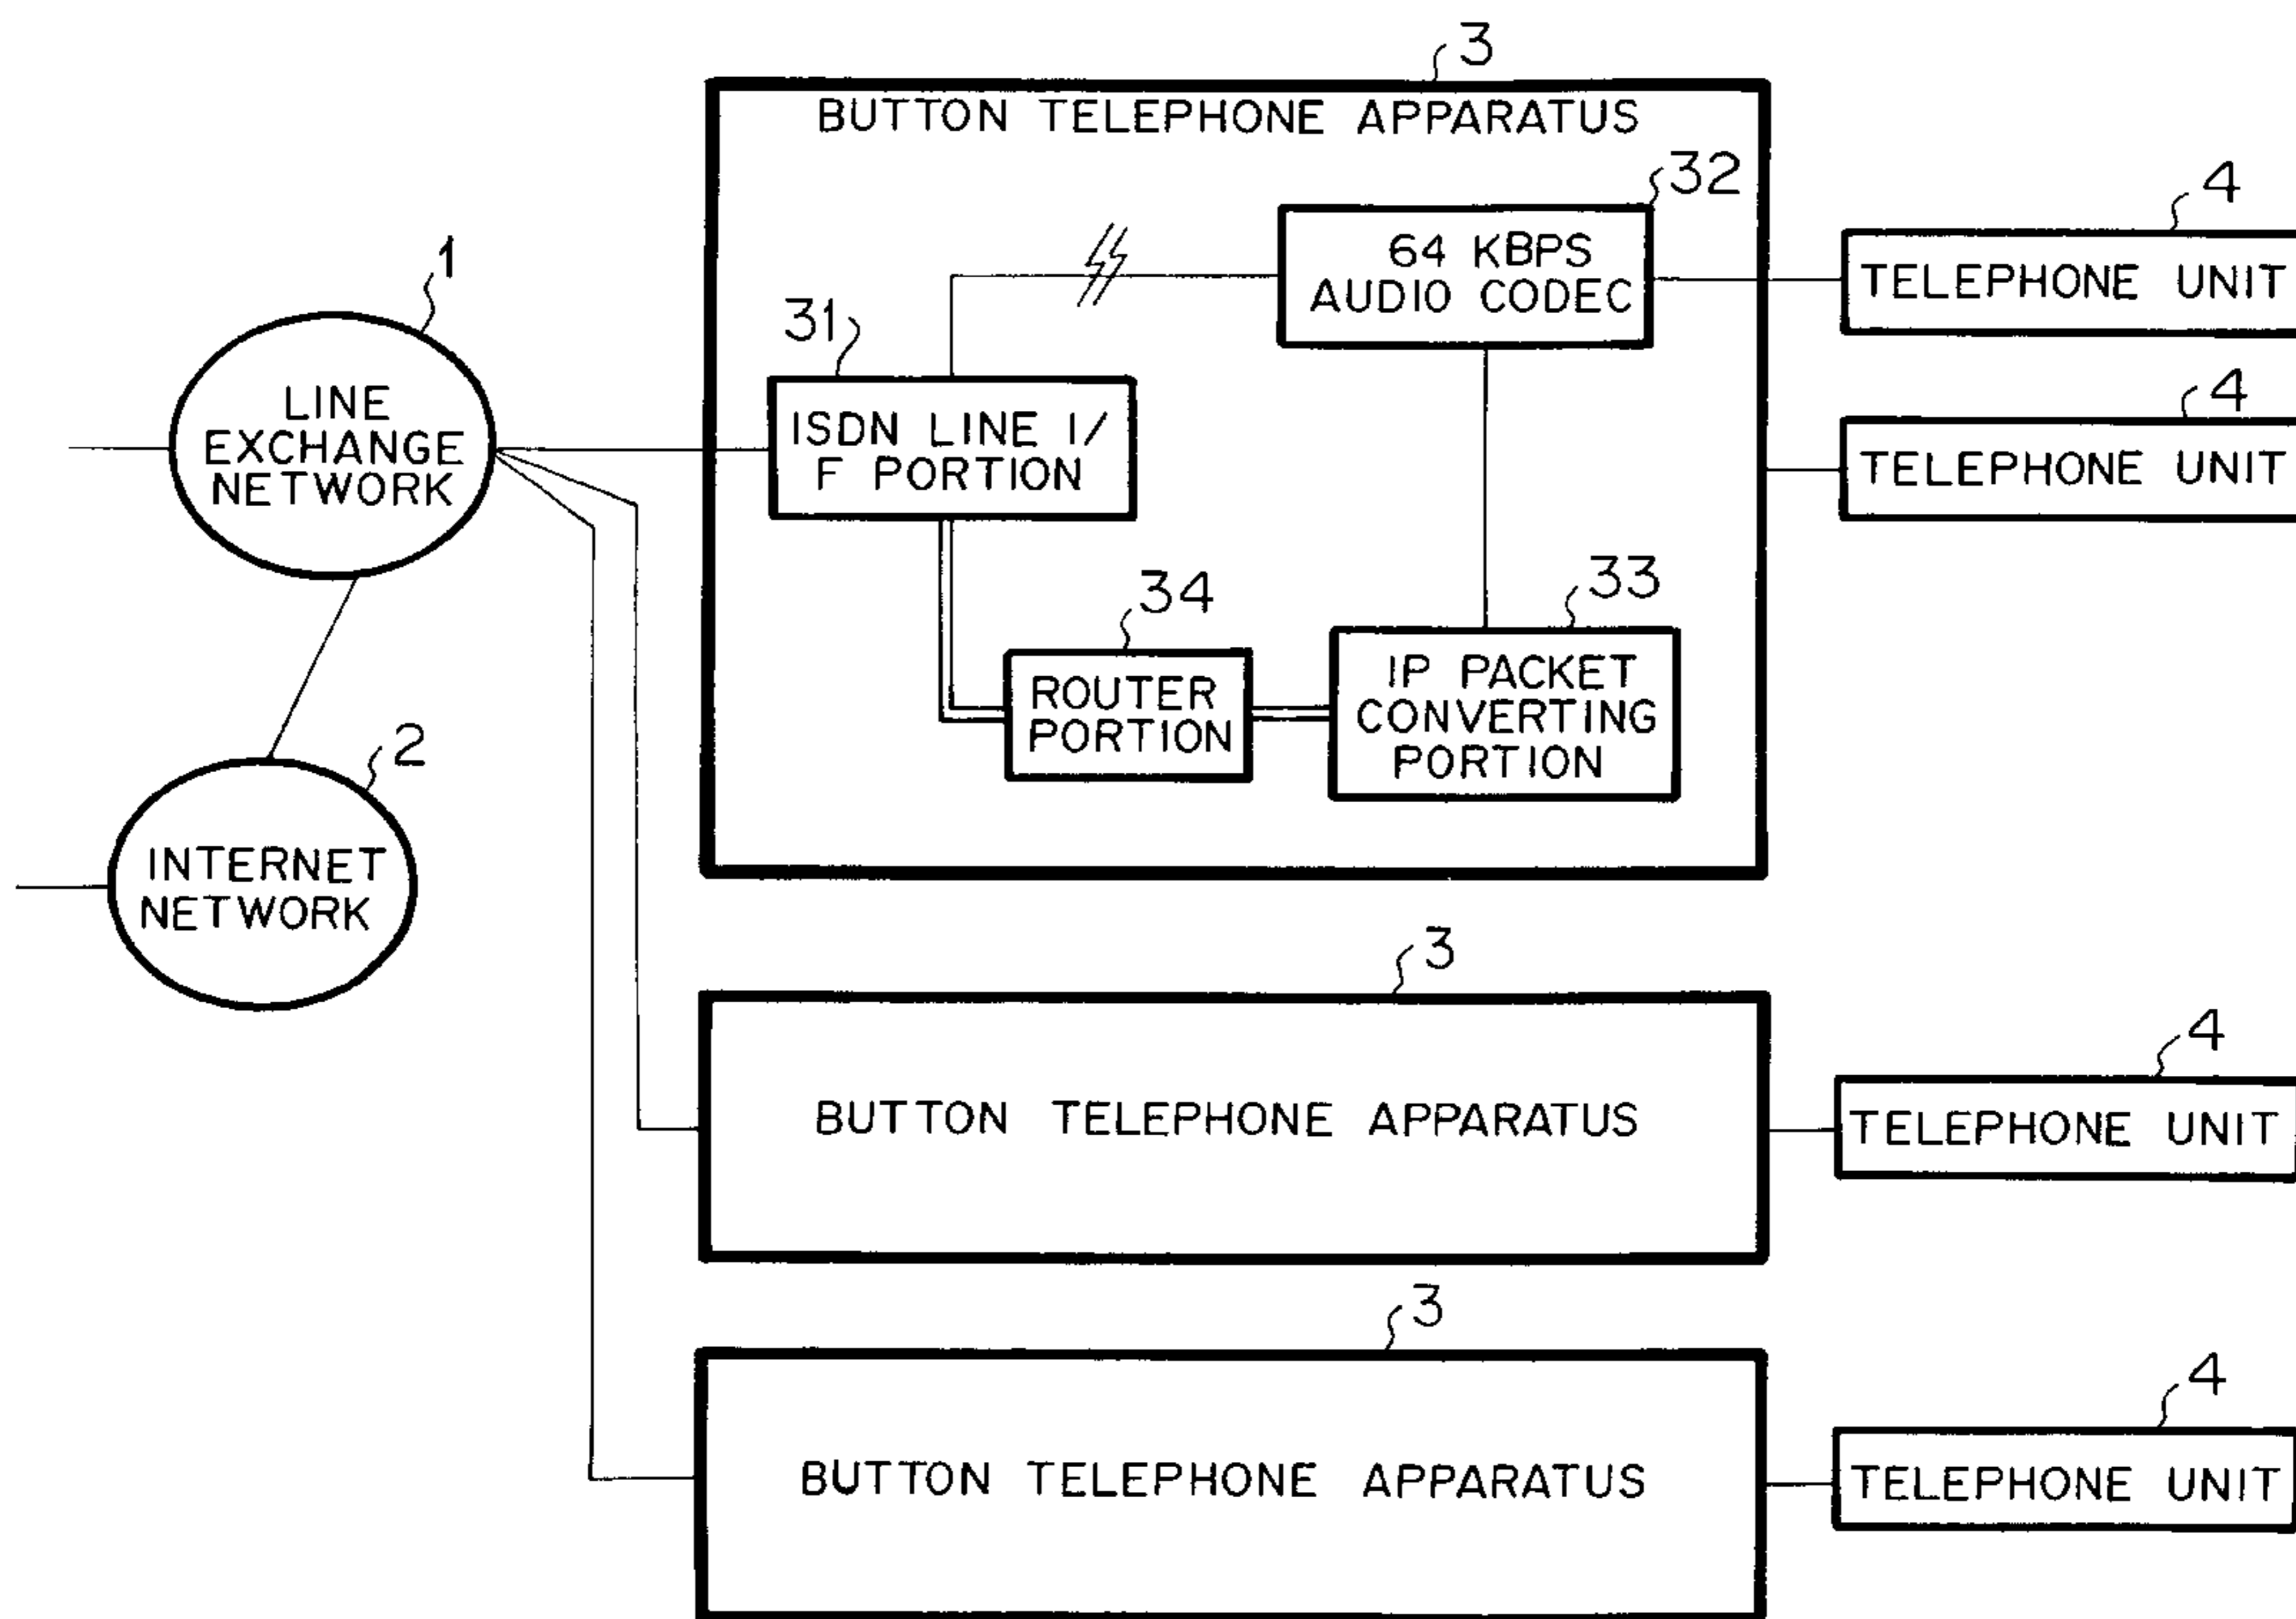 3
BUTTON TELEPHONE APPARATUS
32
4
64 KBPS
AUDIO CODEC
TELEPHONE UNIT
1
31
4
LINE
EXCHANGE
NETWORK
ISDN LINE I/
F PORTION
TELEPHONE UNIT
34
33
ROUTER
PORTION
IP PACKET
CONVERTING
PORTION
2
INTERNET
NETWORK
3
4
BUTTON TELEPHONE APPARATUS
TELEPHONE UNIT
3
4
BUTTON TELEPHONE APPARATUS
TELEPHONE UNIT